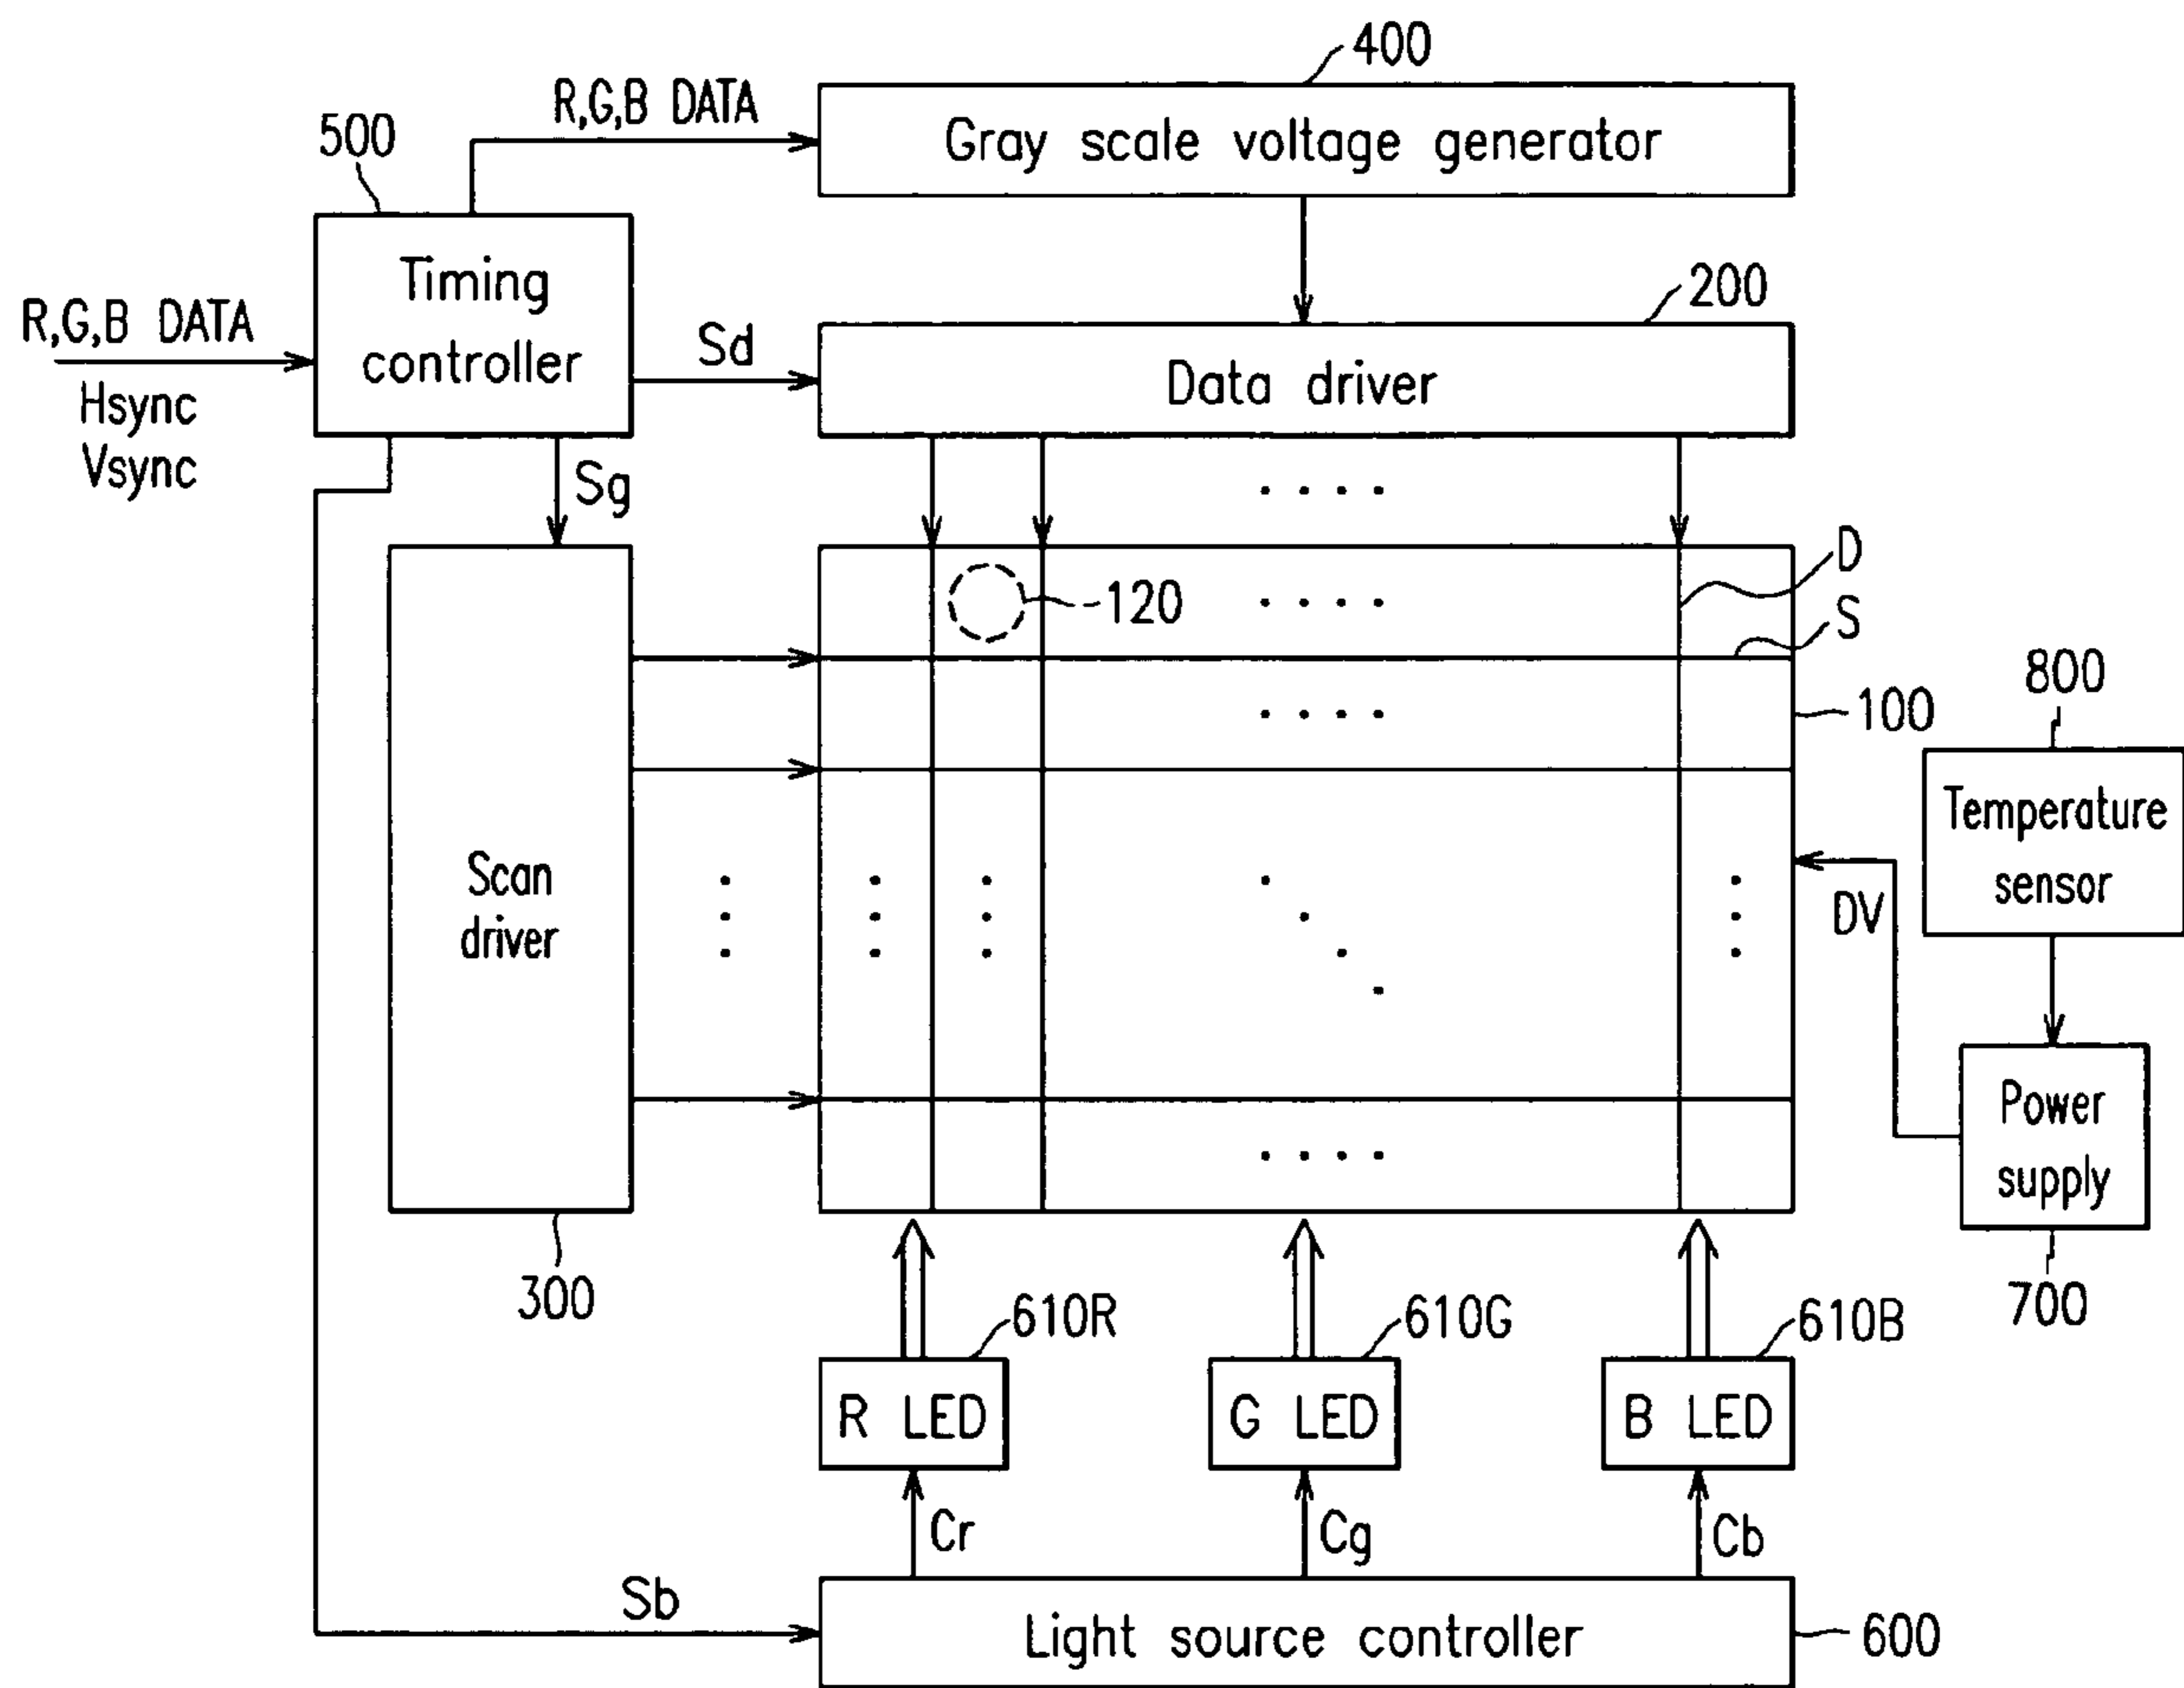 400
R,G,B DATA
Gray scale voltage generator
500
Timing
controller
R,G,B DATA
Hsync
Vsync
Sd
200
Data driver
Sg
D
120
S
100
800
Temperature
sensor
Scan
driver
DV
Power
supply
300
700
610R
610G
610B
R LED
G LED
B LED
Cr
Cg
Cb
Sb
Light source controller
600